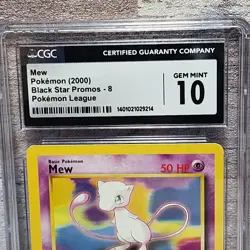 CGC CERTIFIED GUARANTY COMPANY
Mew
Pokémon (2000)
Black Star Promos - 8
Pokémon League
1401021029214
GEM MINT
10
Basic Pokémon
Mew 50 HP